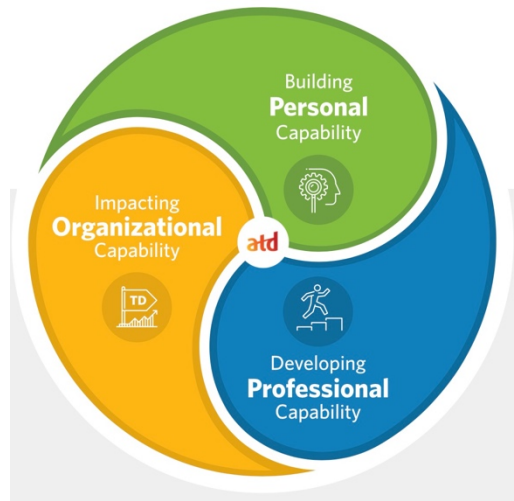 Building
Personal
Capability
Impacting
Organizational
Capability
atd
TD
Developing
Professional
Capability